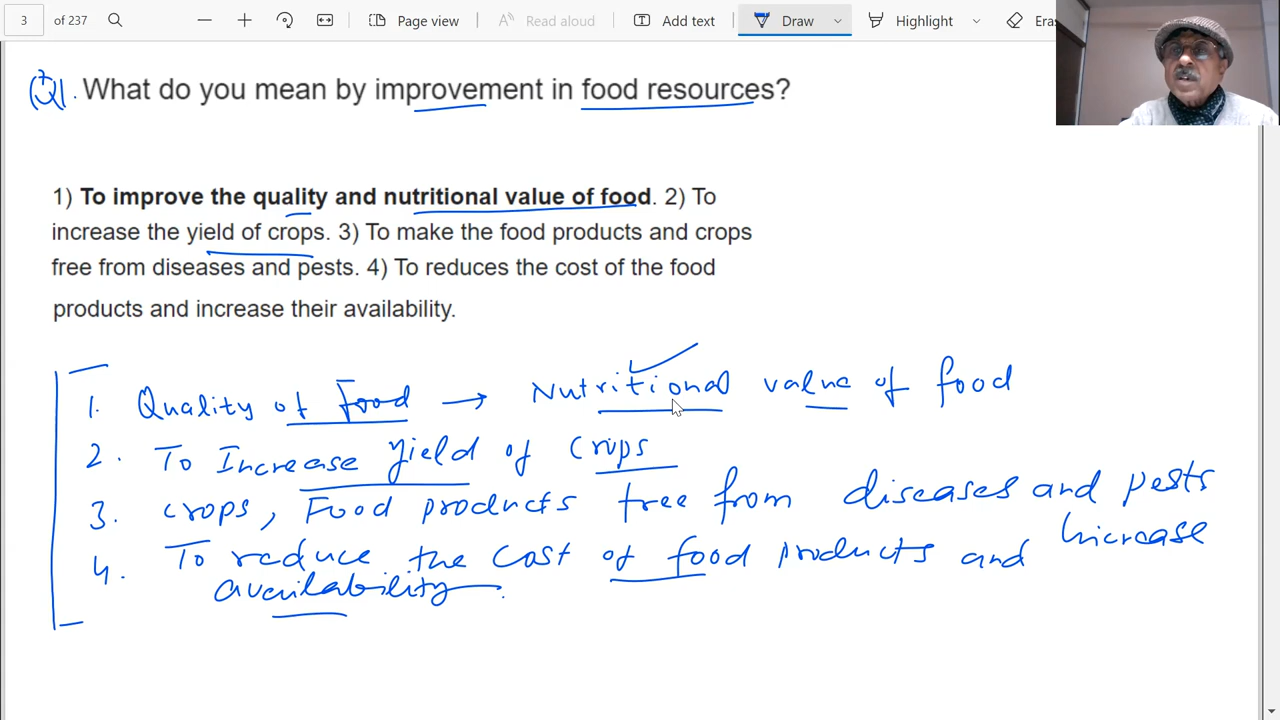 3 of 237 Page view Read aloud Add text Draw Highlight
Q1. What do you mean by improvement in food resources?
1) To improve the quality and nutritional value of food. 2) To
increase the yield of crops. 3) To make the food products and crops
free from diseases and pests. 4) To reduces the cost of the food
products and increase their availability.
1. Quality of Food → Nutritional value of food
2. To Increase yield of crops
3. crops, Food products free from diseases and pests
4. To reduce the cost of food products and increase
availability.